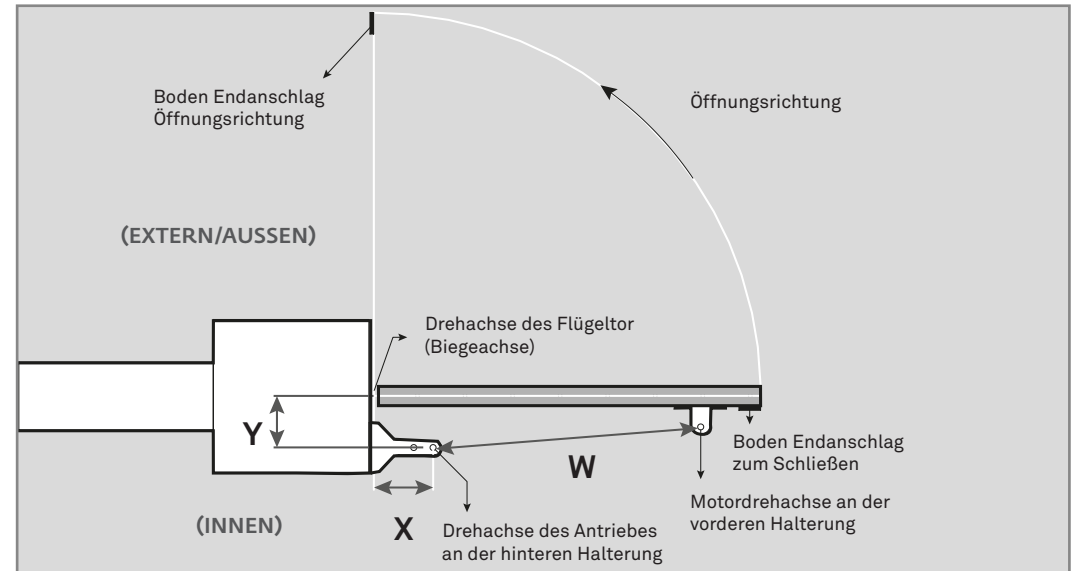 Boden Endanschlag
Öffnungsrichtung
Öffnungsrichtung
(EXTERN/AUSSEN)
Drehachse des Flügeltor
(Biegeachse)
Y
W
Boden Endanschlag
zum Schließen
(INNEN)
X
Drehachse des Antriebes
an der hinteren Halterung
Motordrehachse an der
vorderen Halterung